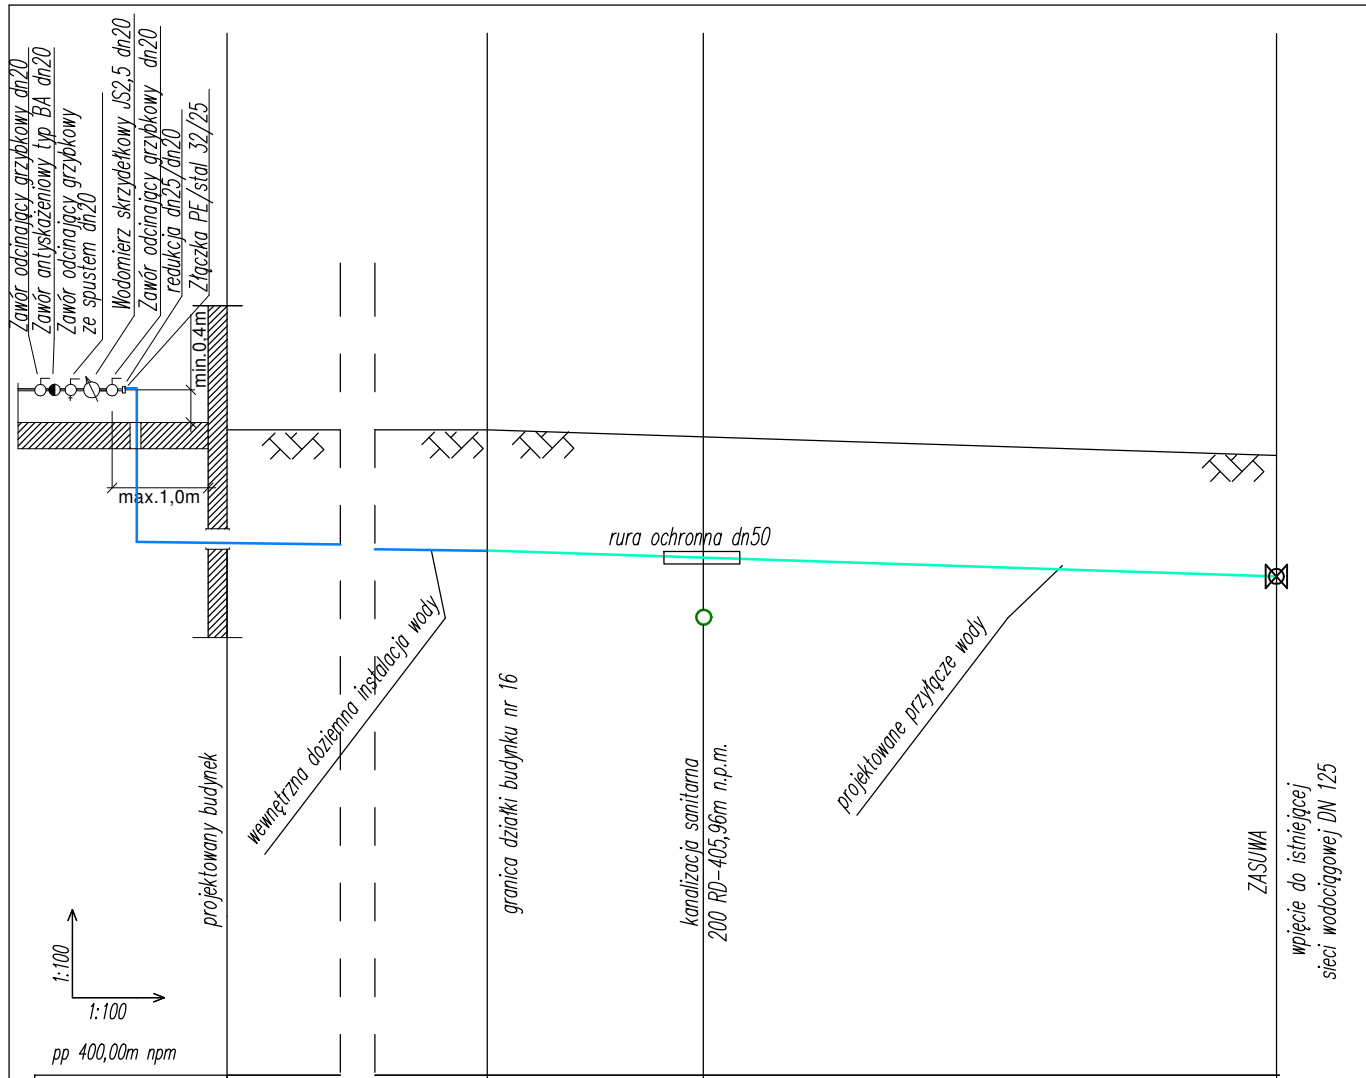 Zawór odcinający grzybkowy dn20
Zawór antyskażeniowy typ BA dn20
Zawór odcinający grzybkowy
ze spustem dn20
Wodomierz skrzydełkowy JS2,5 dn20
Zawór odcinający grzybkowy dn20
redukcja dn25/dn20
Złączka PE/stal 32/25
min.0,4m
max.1,0m
rura ochronna dn50
wewnętrzna doziemna instalacja wody
projektowane przyłącze wody
projektowany budynek
granica działki budynku nr 16
kanalizacja sanitarna
200 RD-405,96m n.p.m.
ZASUWA
wpięcie do istniejącej
sieci wodociągowej DN 125
1:100
1:100
pp 400,00m npm